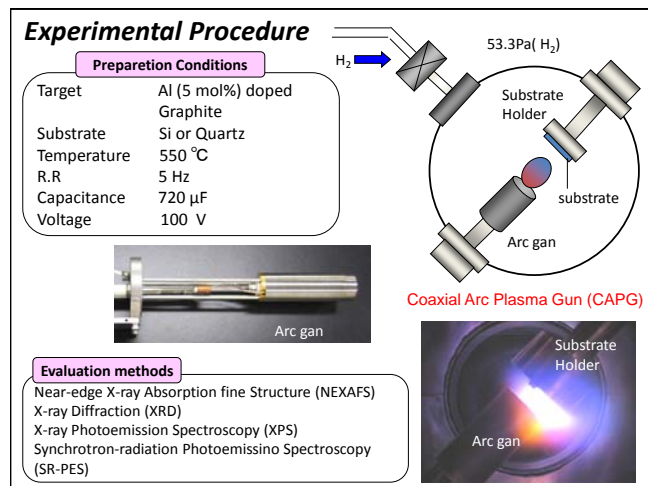 Experimental Procedure
Preparetion Conditions
Target Al (5 mol%) doped
Graphite
Substrate Si or Quartz
Temperature 550 ℃
R.R 5 Hz
Capacitance 720 μF
Voltage 100 V
H₂
53.3Pa( H₂)
Substrate
Holder
substrate
Arc gan
Coaxial Arc Plasma Gun (CAPG)
Arc gan
Substrate
Holder
Arc gan
Evaluation methods
Near-edge X-ray Absorption fine Structure (NEXAFS)
X-ray Diffraction (XRD)
X-ray Photoemission Spectroscopy (XPS)
Synchrotron-radiation Photoemissino Spectroscopy
(SR-PES)